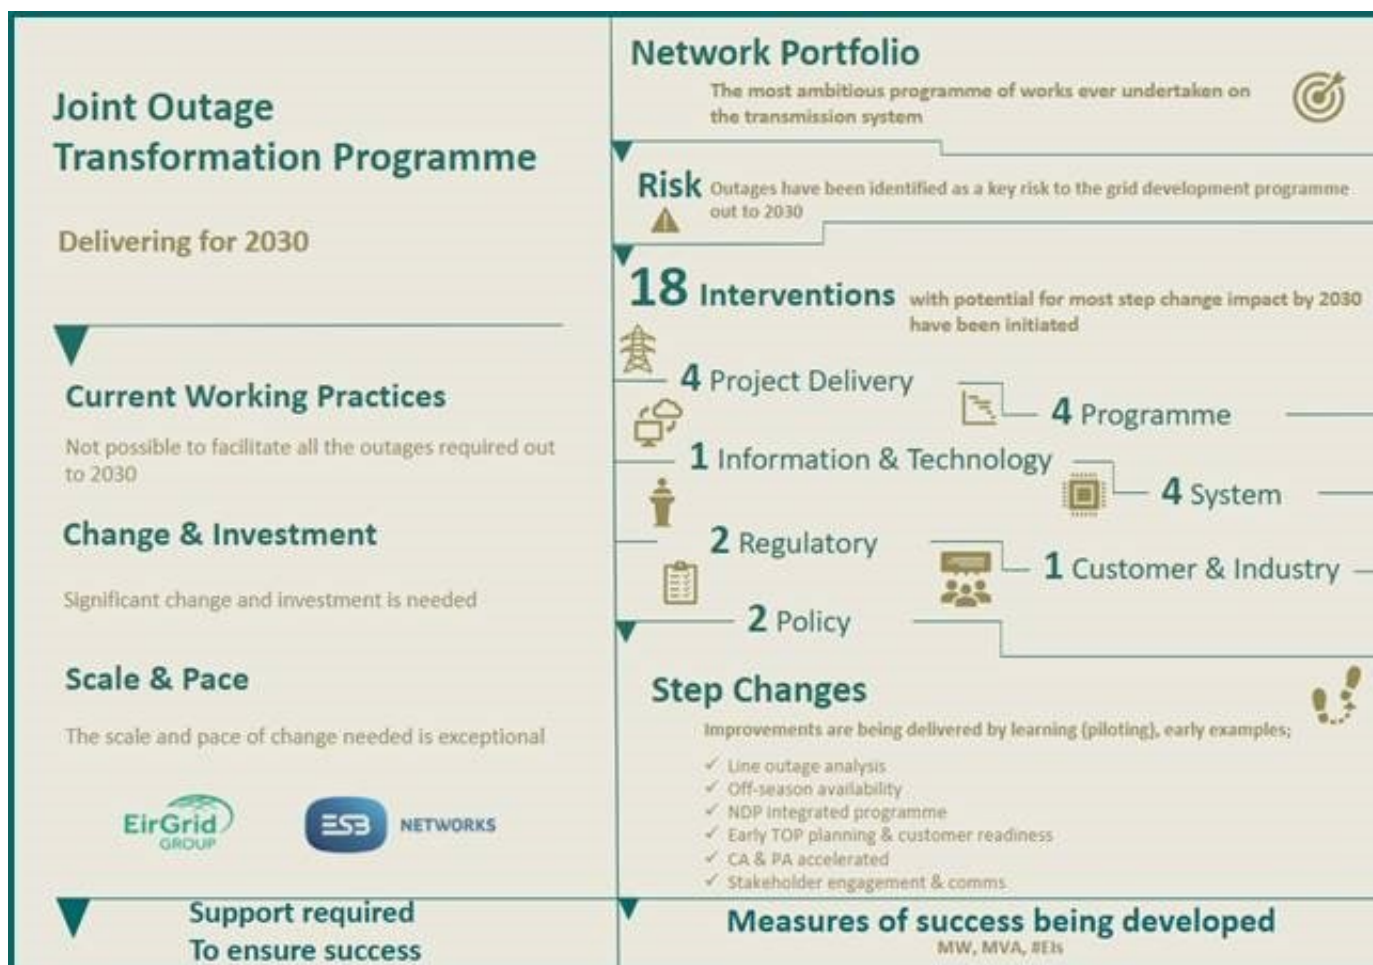 Joint Outage
Transformation Programme
Delivering for 2030
Current Working Practices
Not possible to facilitate all the outages required out
to 2030
Change & Investment
Significant change and investment is needed
Scale & Pace
The scale and pace of change needed is exceptional
EirGrid
GROUP
ESB NETWORKS
Support required
To ensure success
Network Portfolio
The most ambitious programme of works ever undertaken on
the transmission system
Risk Outages have been identified as a key risk to the grid development programme
out to 2030
18 Interventions with potential for most step change impact by 2030
have been initiated
4 Project Delivery
4 Programme
1 Information & Technology
4 System
2 Regulatory
1 Customer & Industry
2 Policy
Step Changes
Improvements are being delivered by learning (piloting), early examples;
✓ Line outage analysis
✓ Off-season availability
✓ NDP integrated programme
✓ Early TOP planning & customer readiness
✓ CA & PA accelerated
✓ Stakeholder engagement & comms
Measures of success being developed
MW, MVA, #EIs